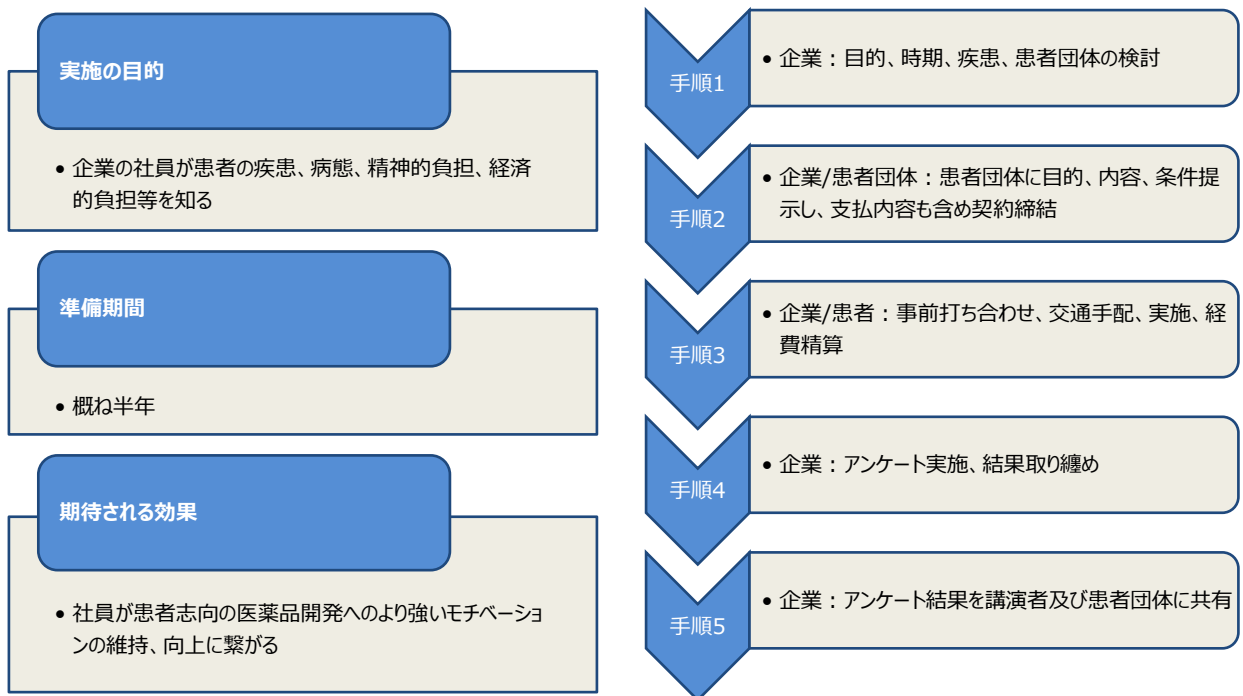 実施の目的
• 企業の社員が患者の疾患、病態、精神的負担、経済
的負担等を知る
準備期間
• 概ね半年
期待される効果
• 社員が患者志向の医薬品開発へのより強いモチベーショ
ンの維持、向上に繋がる
手順1
• 企業：目的、時期、疾患、患者団体の検討
手順2
• 企業/患者団体：患者団体に目的、内容、条件提
示し、支払内容も含め契約締結
手順3
• 企業/患者：事前打ち合わせ、交通手配、実施、経
費精算
手順4
• 企業：アンケート実施、結果取り纏め
手順5
• 企業：アンケート結果を講演者及び患者団体に共有